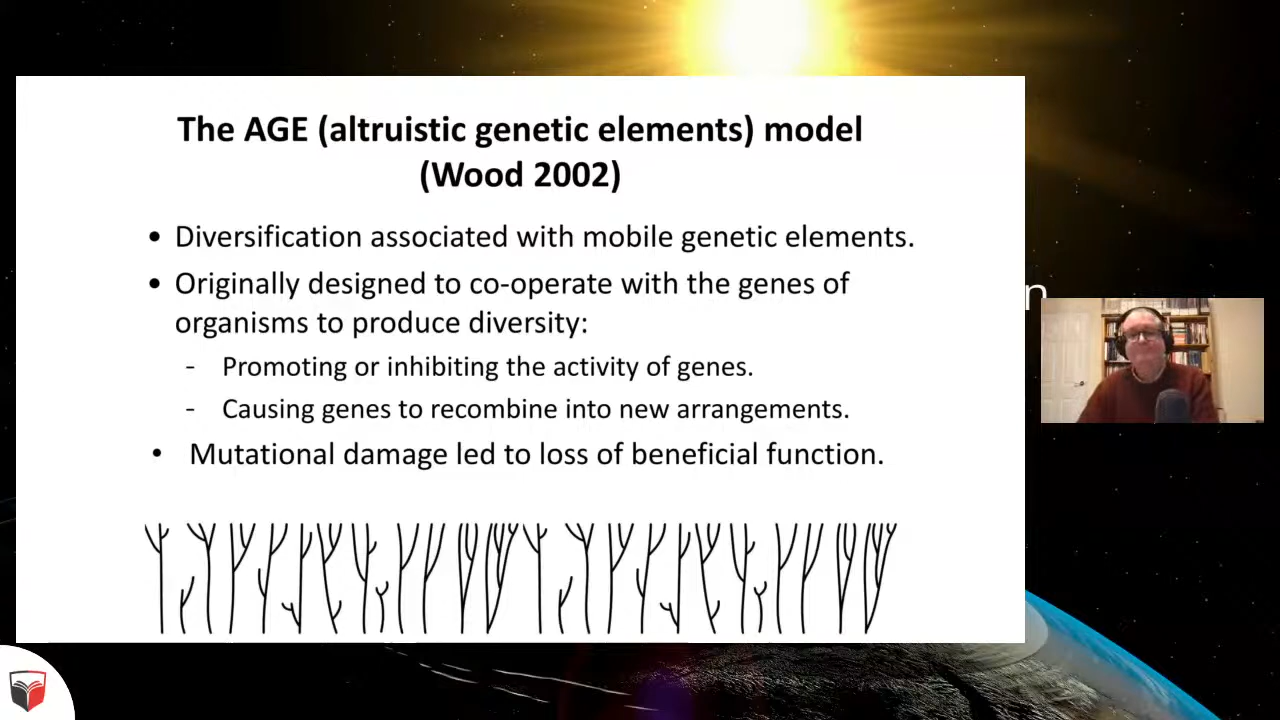 The AGE (altruistic genetic elements) model
(Wood 2002)
• Diversification associated with mobile genetic elements.
• Originally designed to co-operate with the genes of
organisms to produce diversity:
- Promoting or inhibiting the activity of genes.
- Causing genes to recombine into new arrangements.
• Mutational damage led to loss of beneficial function.
n